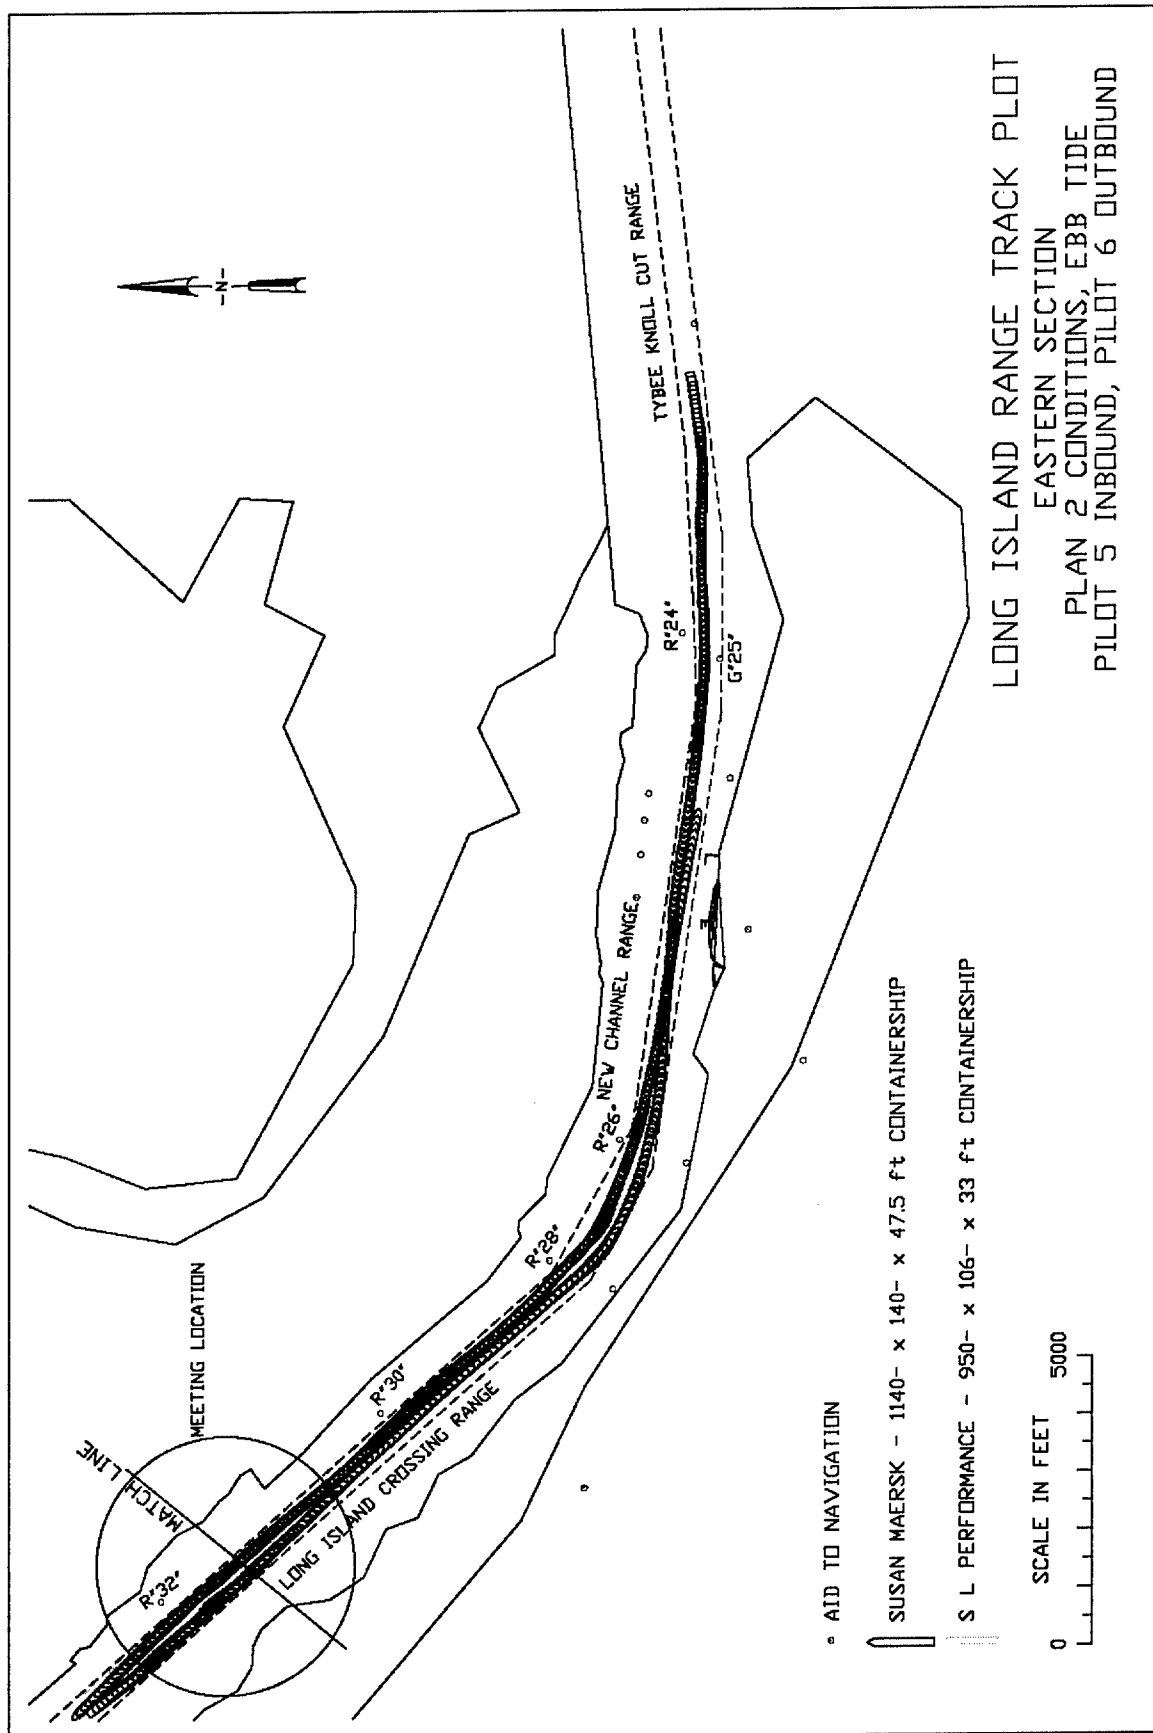 MEETING LOCATION
MATCH LINE
R"32"
LONG ISLAND CROSSING RANGE
R"30"
R"28"
R"26"
NEW CHANNEL RANGE
R"24"
G"25"
TYBEE KNOLL CUT RANGE
-N-
E
L
AID TO NAVIGATION
SUSAN MAERSK - 1140- x 140- x 47.5 ft CONTAINERSHIP
S L PERFORMANCE - 950- x 106- x 33 ft CONTAINERSHIP
SCALE IN FEET
0 5000
LONG ISLAND RANGE TRACK PLOT
EASTERN SECTION
PLAN 2 CONDITIONS, EBB TIDE
PILOT 5 INBOUND, PILOT 6 OUTBOUND